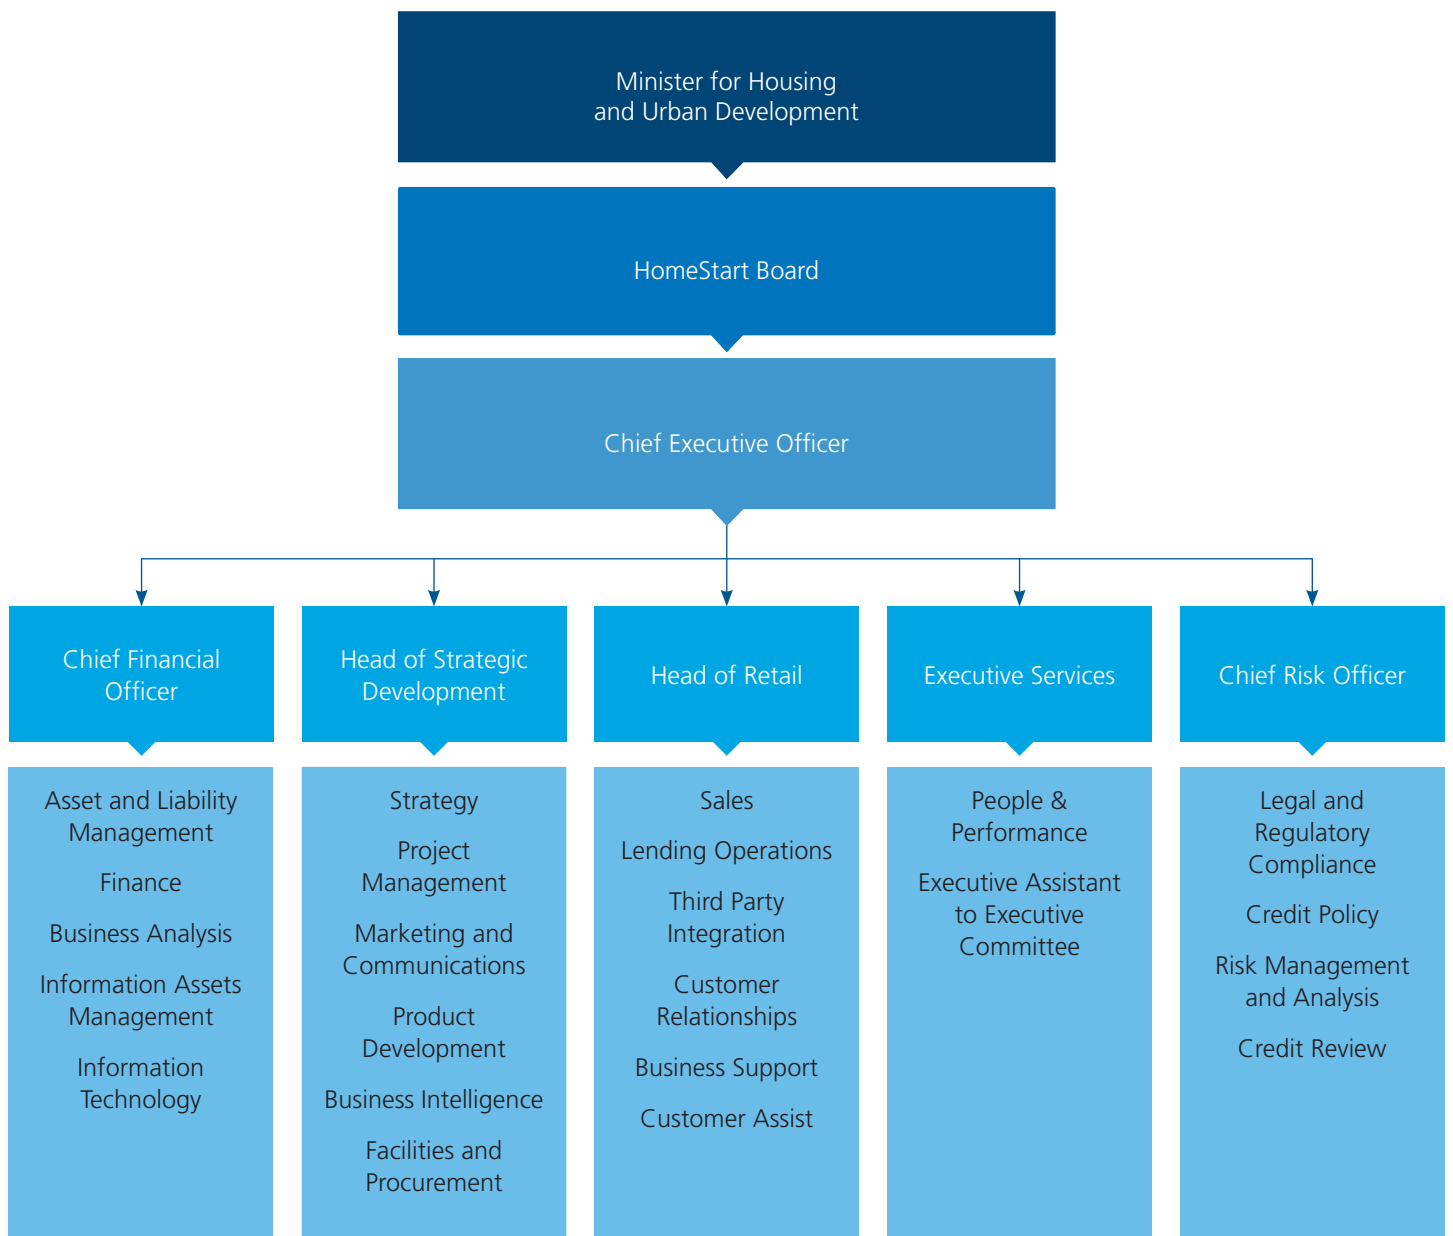 Minister for Housing
and Urban Development
HomeStart Board
Chief Executive Officer
Chief Financial
Officer
Head of Strategic
Development
Head of Retail
Executive Services
Chief Risk Officer
Asset and Liability
Management
Finance
Business Analysis
Information Assets
Management
Information
Technology
Strategy
Project
Management
Marketing and
Communications
Product
Development
Business Intelligence
Facilities and
Procurement
Sales
Lending Operations
Third Party
Integration
Customer
Relationships
Business Support
Customer Assist
People &
Performance
Executive Assistant
to Executive
Committee
Legal and
Regulatory
Compliance
Credit Policy
Risk Management
and Analysis
Credit Review